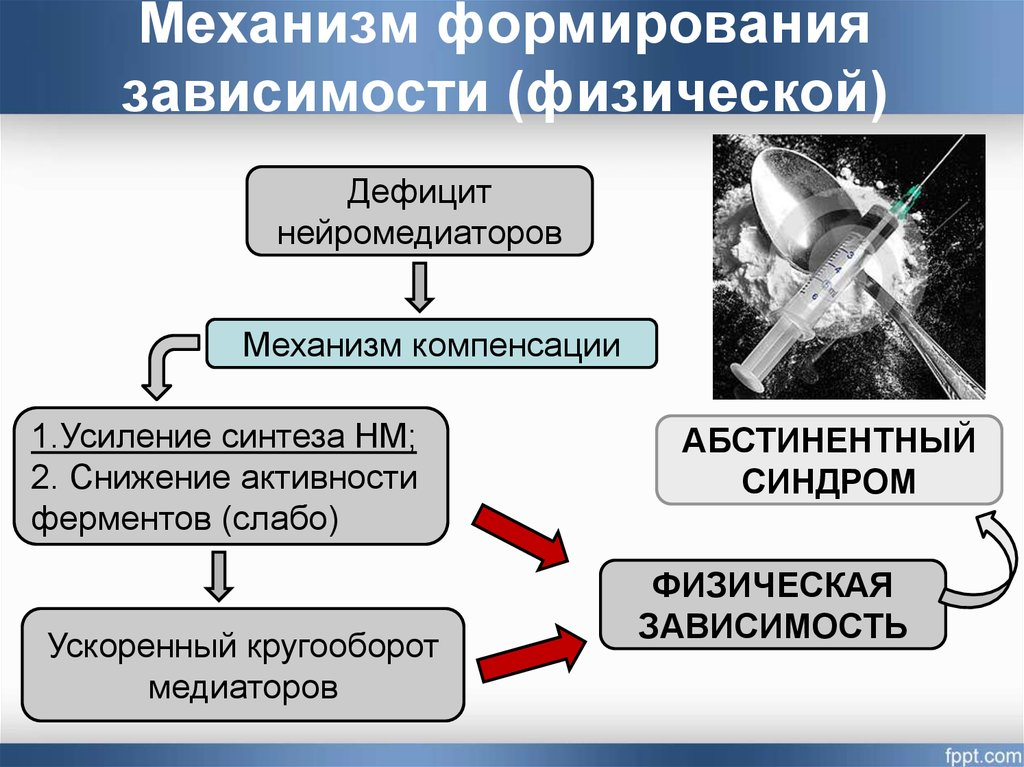 Механизм формирования
зависимости (физической)
Дефицит
нейромедиаторов
Механизм компенсации
1.Усиление синтеза НМ;
2. Снижение активности
ферментов (слабо)
Ускоренный кругооборот
медиаторов
АБСТИНЕНТНЫЙ
СИНДРОМ
ФИЗИЧЕСКАЯ
ЗАВИСИМОСТЬ
fppt.com